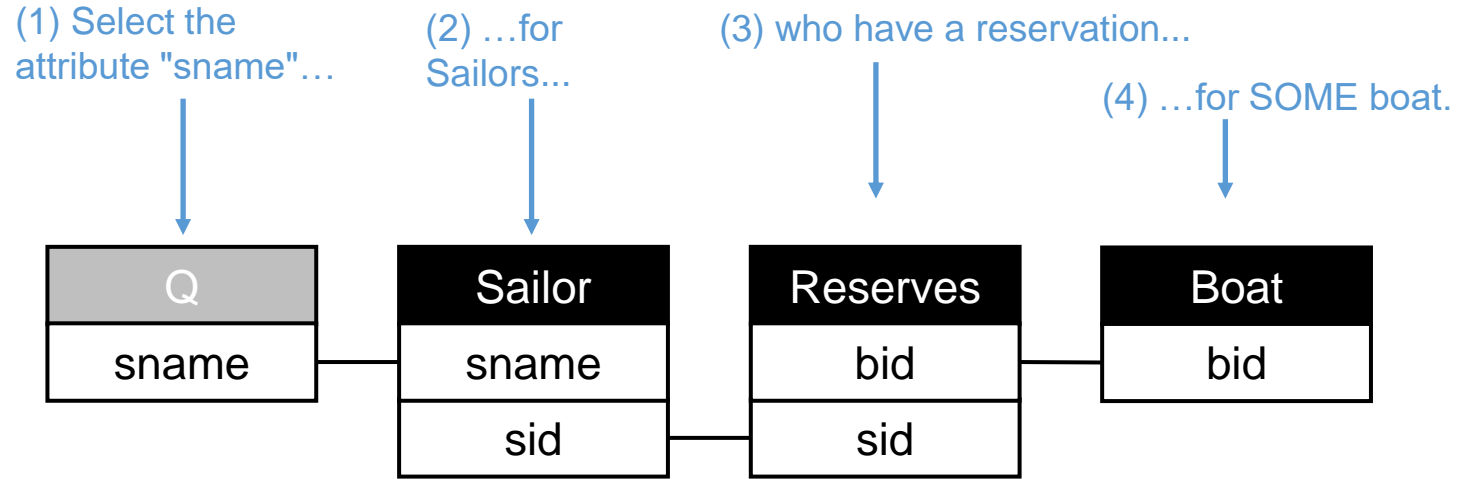 (1) Select the
attribute "sname"…
(2) …for
Sailors...
(3) who have a reservation...
(4) …for SOME boat.
Q
sname
Sailor
sname
sid
Reserves
bid
sid
Boat
bid